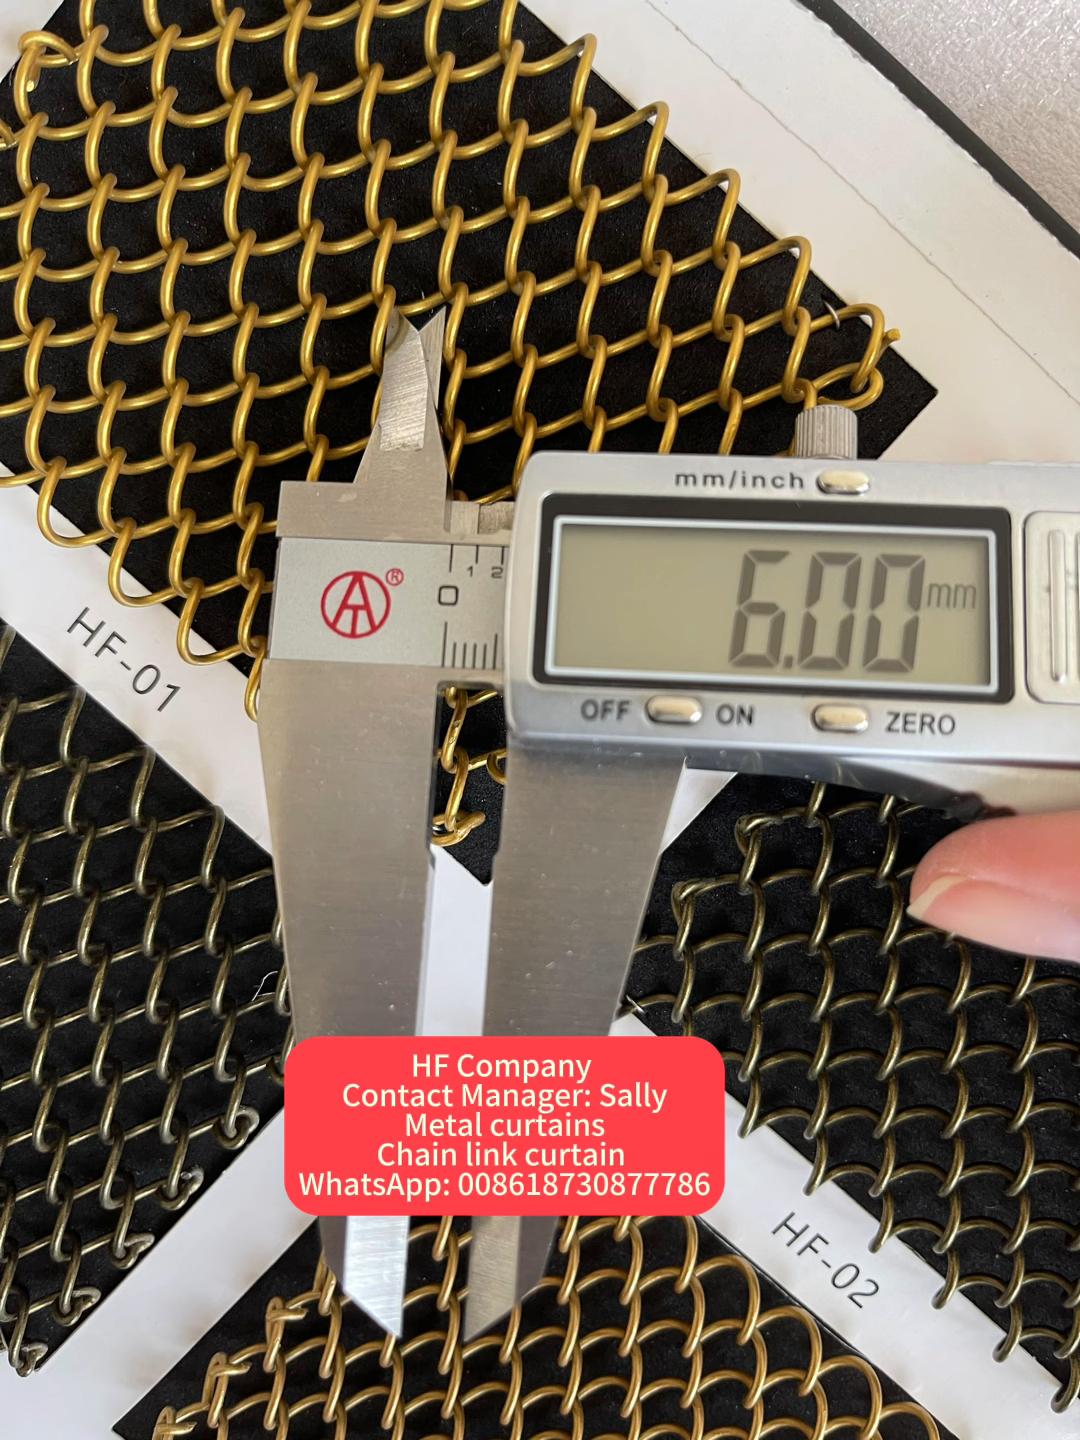 mm/inch
6.00mm
AT®
0 1 2
OFF ON ZERO
HF-01
HF Company
Contact Manager: Sally
Metal curtains
Chain link curtain
WhatsApp: 008618730877786
HF-02